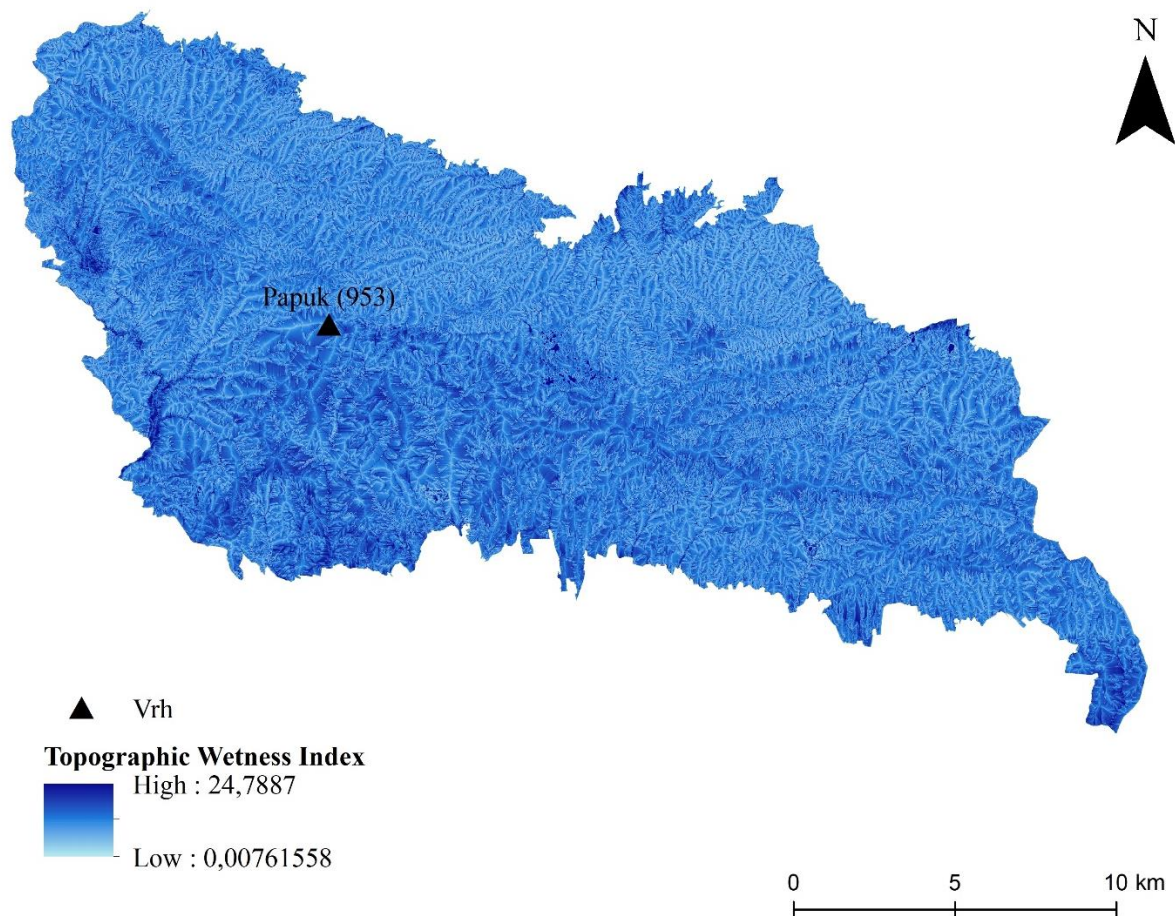 N
Papuk (953)
Vrh
Topographic Wetness Index
High : 24,7887
Low : 0,00761558
0 5 10 km